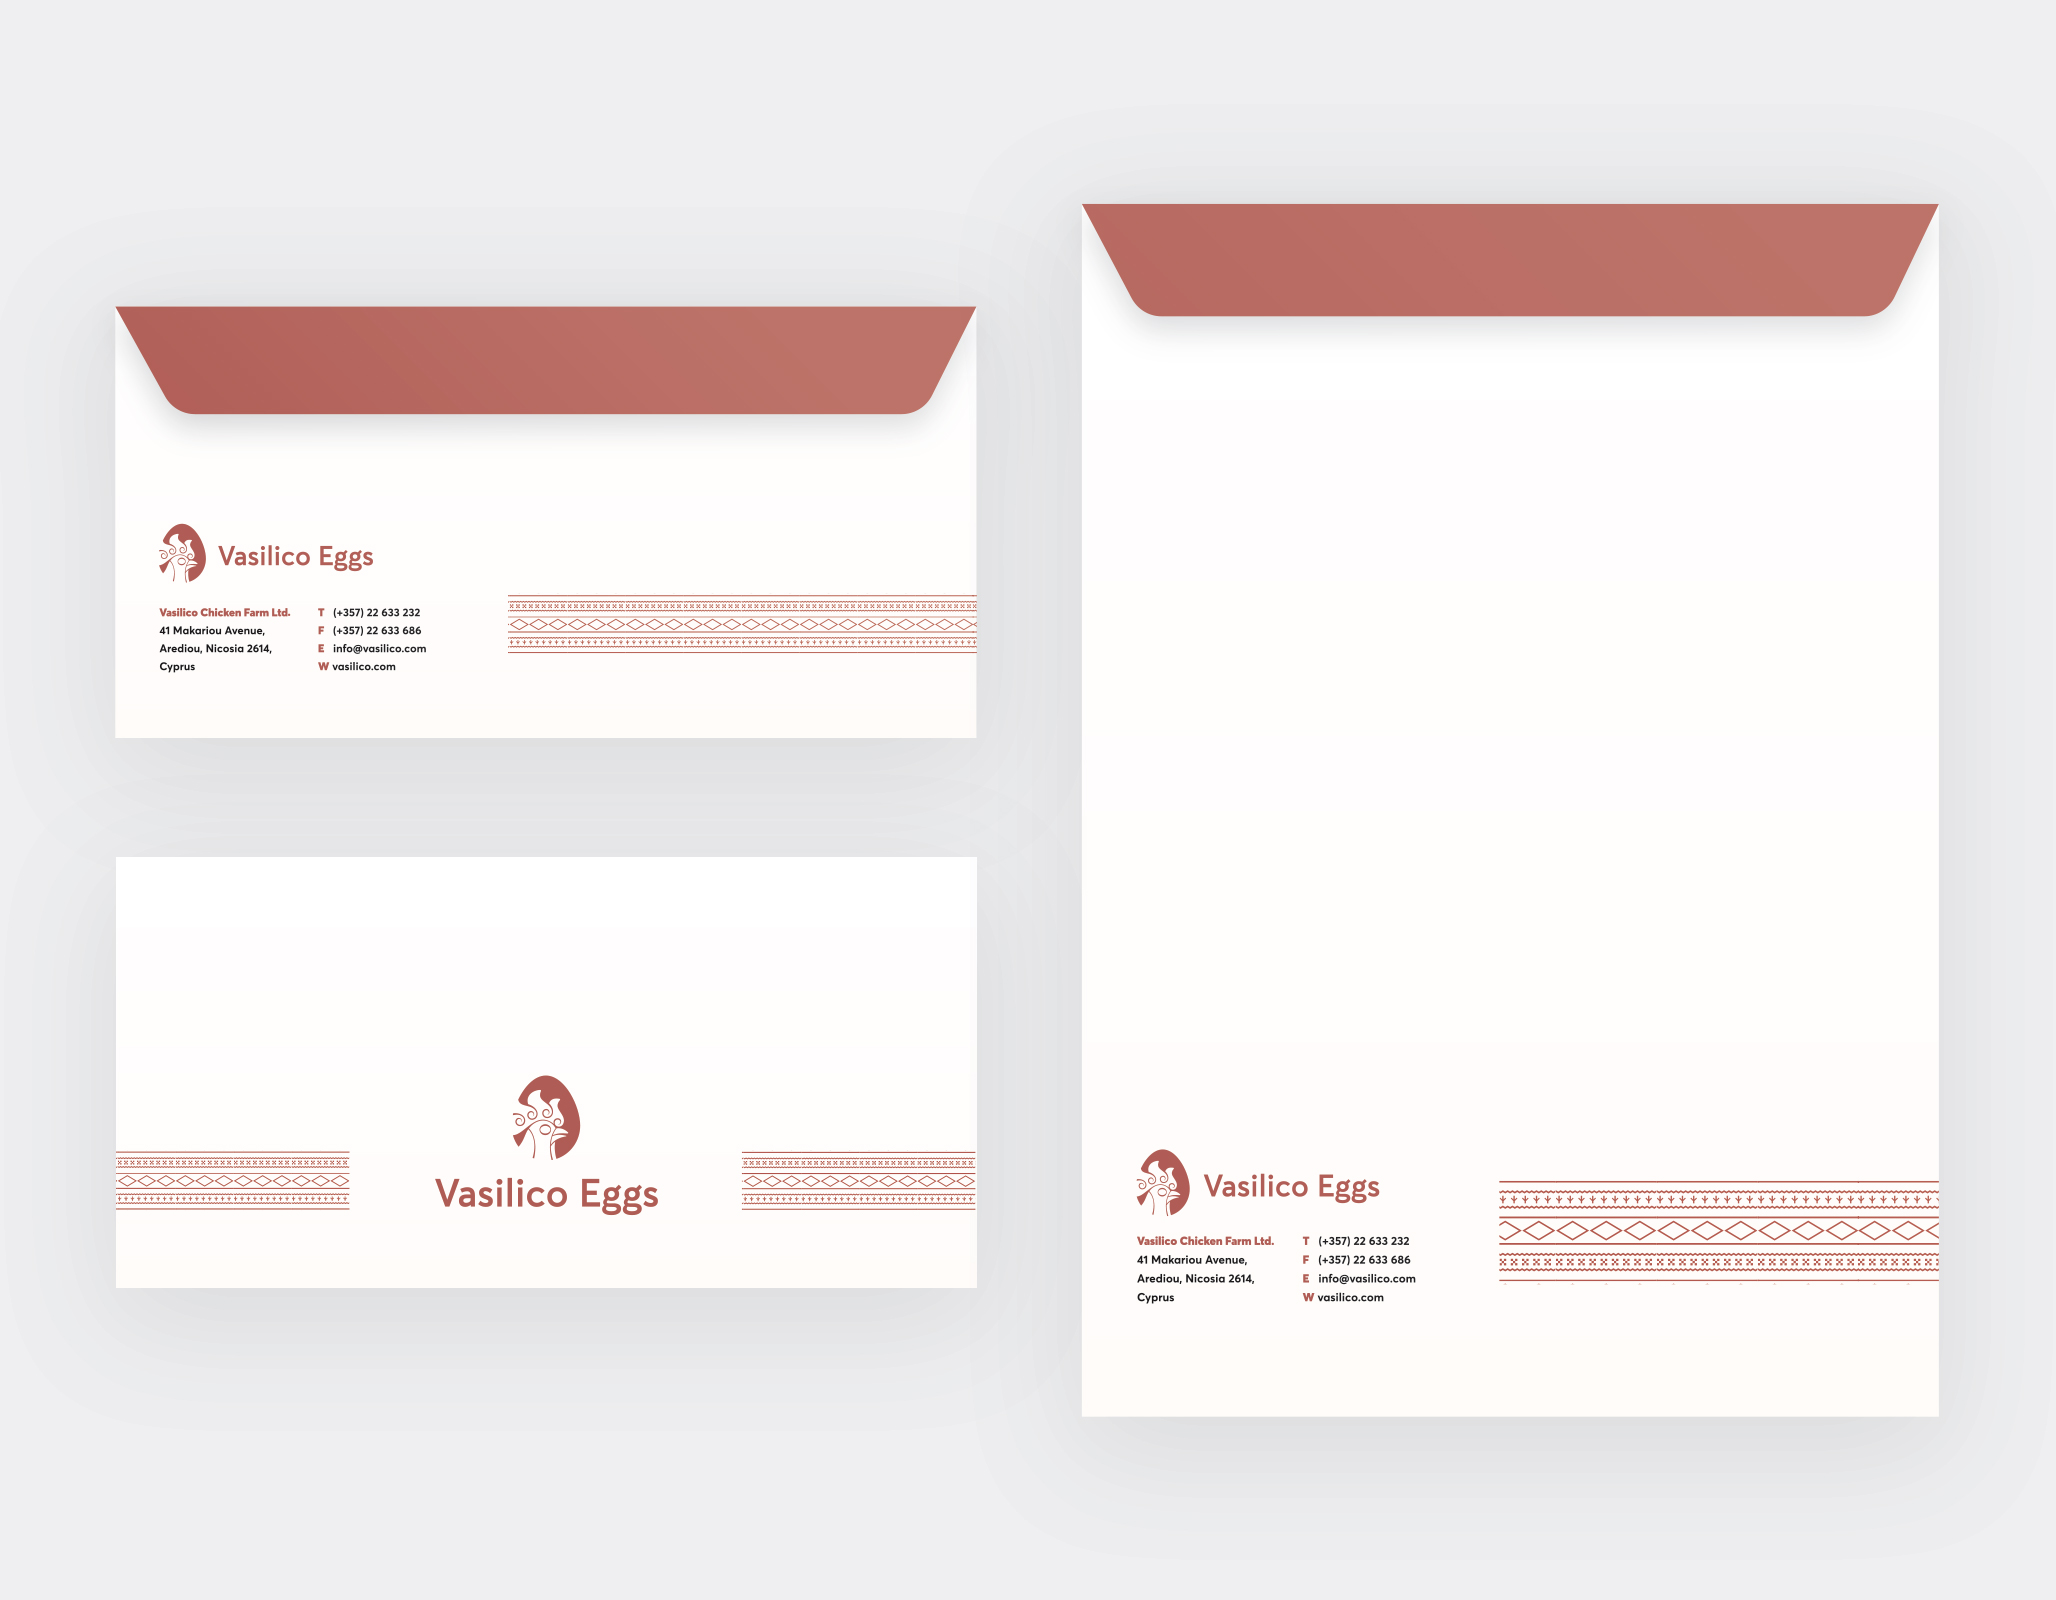 Vasilico Eggs
Vasilico Chicken Farm Ltd.
41 Makariou Avenue,
Arediou, Nicosia 2614,
Cyprus
T (+357) 22 633 232
F (+357) 22 633 686
E info@vasilico.com
W vasilico.com
Vasilico Eggs
Vasilico Eggs
Vasilico Chicken Farm Ltd.
41 Makariou Avenue,
Arediou, Nicosia 2614,
Cyprus
T (+357) 22 633 232
F (+357) 22 633 686
E info@vasilico.com
W vasilico.com